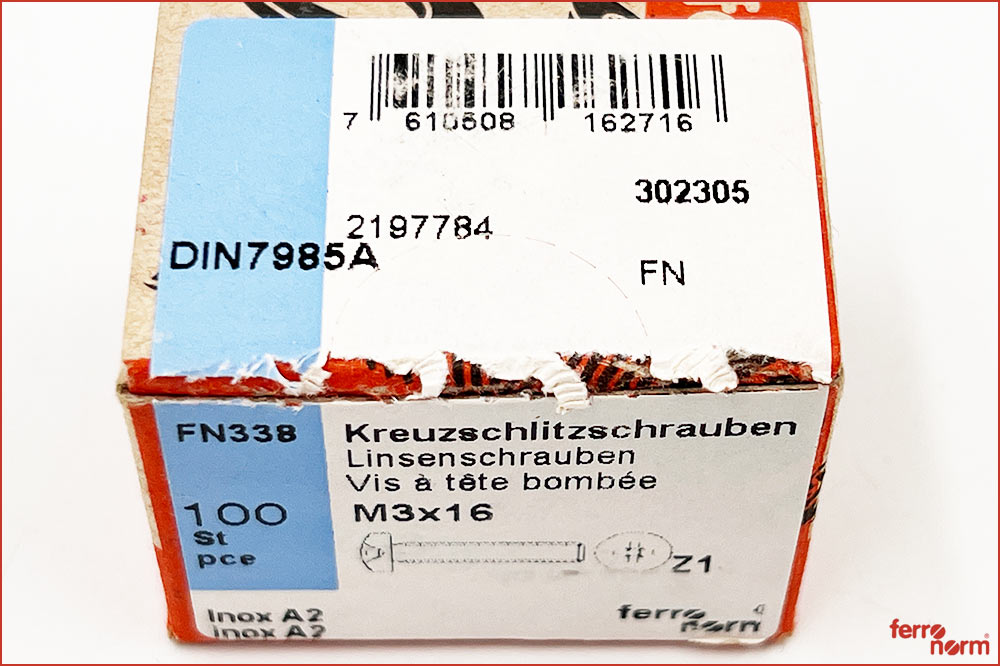 7 610508 162716
302305
2197784
DIN7985A
FN
FN338
Kreuzschlitzschrauben
Linsenschrauben
Vis à tête bombée
M3x16
100
St
pce
Z1
Inox A2
Inox A2
ferro
norm
ferro
norm®